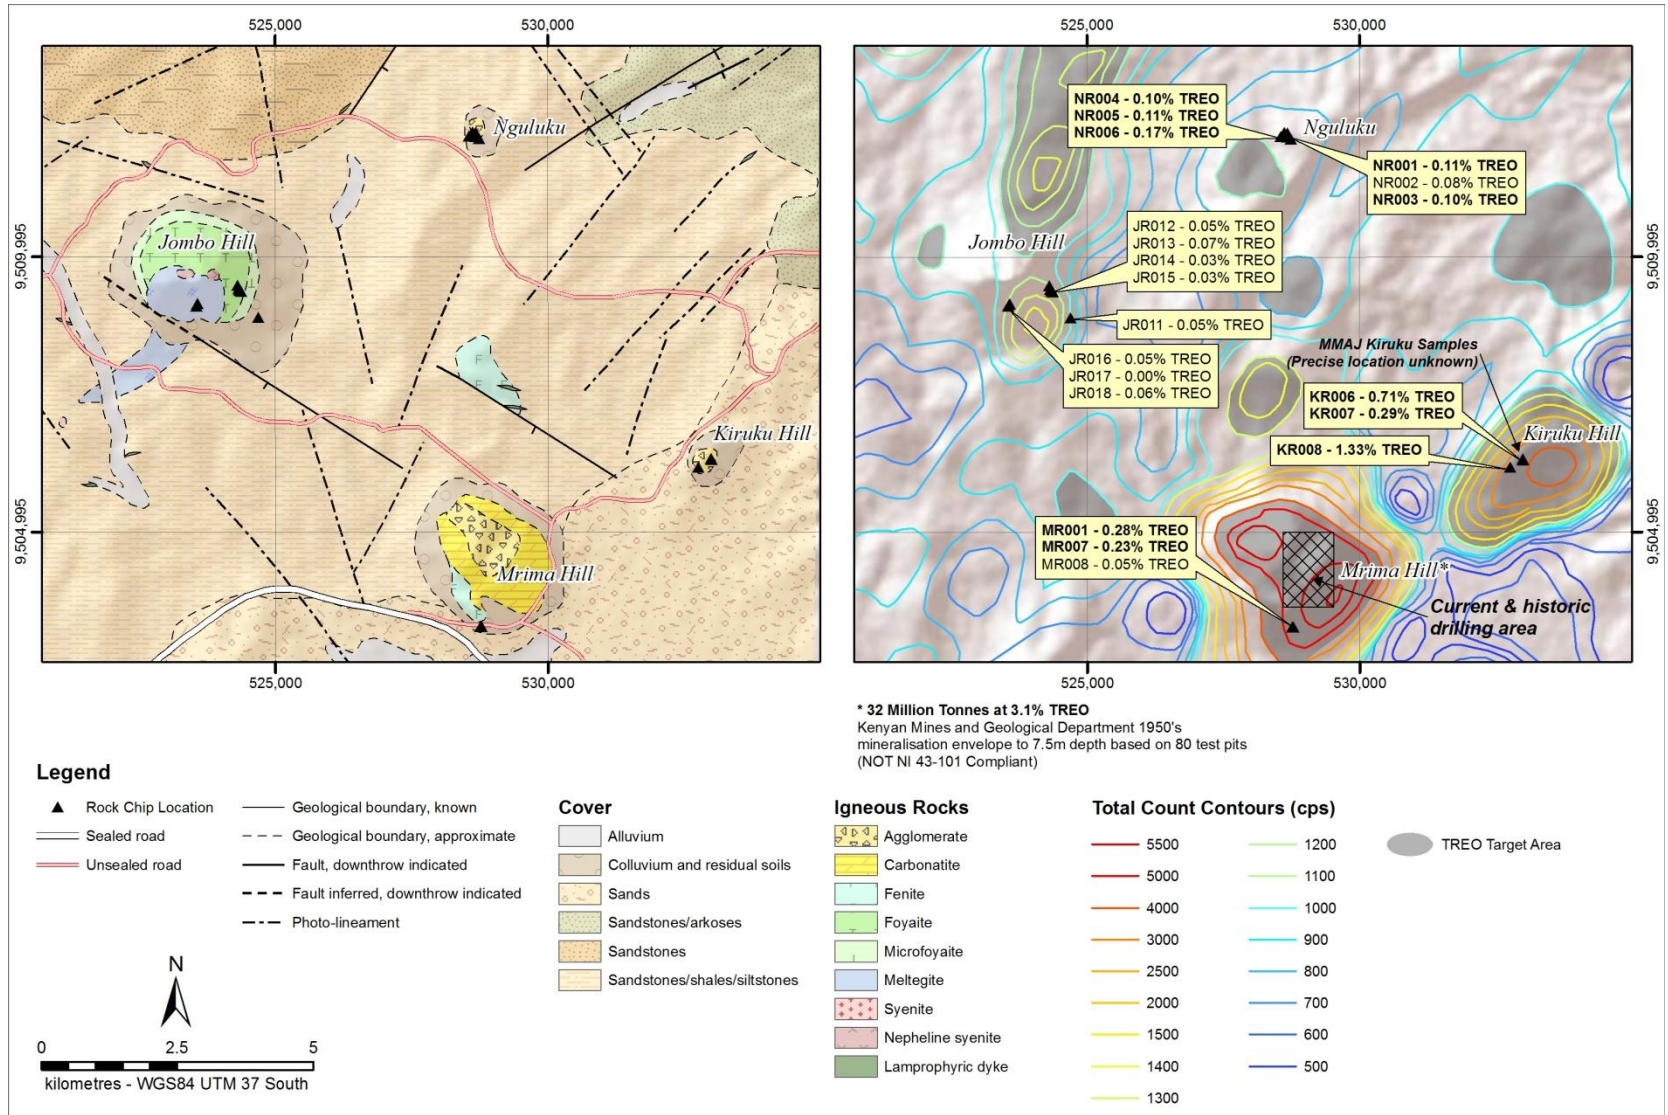 525,000
530,000
525,000
530,000
Nguluku
Jombo Hill
Kiruku Hill
Mrima Hill
9,509,995
9,504,995
525,000
530,000
NR004 - 0.10% TREO
NR005 - 0.11% TREO
NR006 - 0.17% TREO
Nguluku
NR001 - 0.11% TREO
NR002 - 0.08% TREO
NR003 - 0.10% TREO
Jombo Hill
JR012 - 0.05% TREO
JR013 - 0.07% TREO
JR014 - 0.03% TREO
JR015 - 0.03% TREO
JR011 - 0.05% TREO
JR016 - 0.05% TREO
JR017 - 0.00% TREO
JR018 - 0.06% TREO
MMAJ Kiruku Samples
(Precise location unknown)
KR006 - 0.71% TREO
KR007 - 0.29% TREO
Kiruku Hill
KR008 - 1.33% TREO
MR001 - 0.28% TREO
MR007 - 0.23% TREO
MR008 - 0.05% TREO
Mrima Hill*
Current & historic
drilling area
9,509,995
9,504,995
525,000
530,000
* 32 Million Tonnes at 3.1% TREO
Kenyan Mines and Geological Department 1950's
mineralisation envelope to 7.5m depth based on 80 test pits
(NOT NI 43-101 Compliant)
Legend
Rock Chip Location
Sealed road
Unsealed road
Geological boundary, known
Geological boundary, approximate
Fault, downthrow indicated
Fault inferred, downthrow indicated
Photo-lineament
N
0
2.5
5
kilometres - WGS84 UTM 37 South
Cover
Alluvium
Colluvium and residual soils
Sands
Sandstones/arkoses
Sandstones
Sandstones/shales/siltstones
Igneous Rocks
Agglomerate
Carbonatite
Fenite
Foyaite
Microfoyaite
Meltegite
Syenite
Nepheline syenite
Lamprophyric dyke
Total Count Contours (cps)
5500
5000
4000
3000
2500
2000
1500
1400
1300
1200
1100
1000
900
800
700
600
500
TREO Target Area